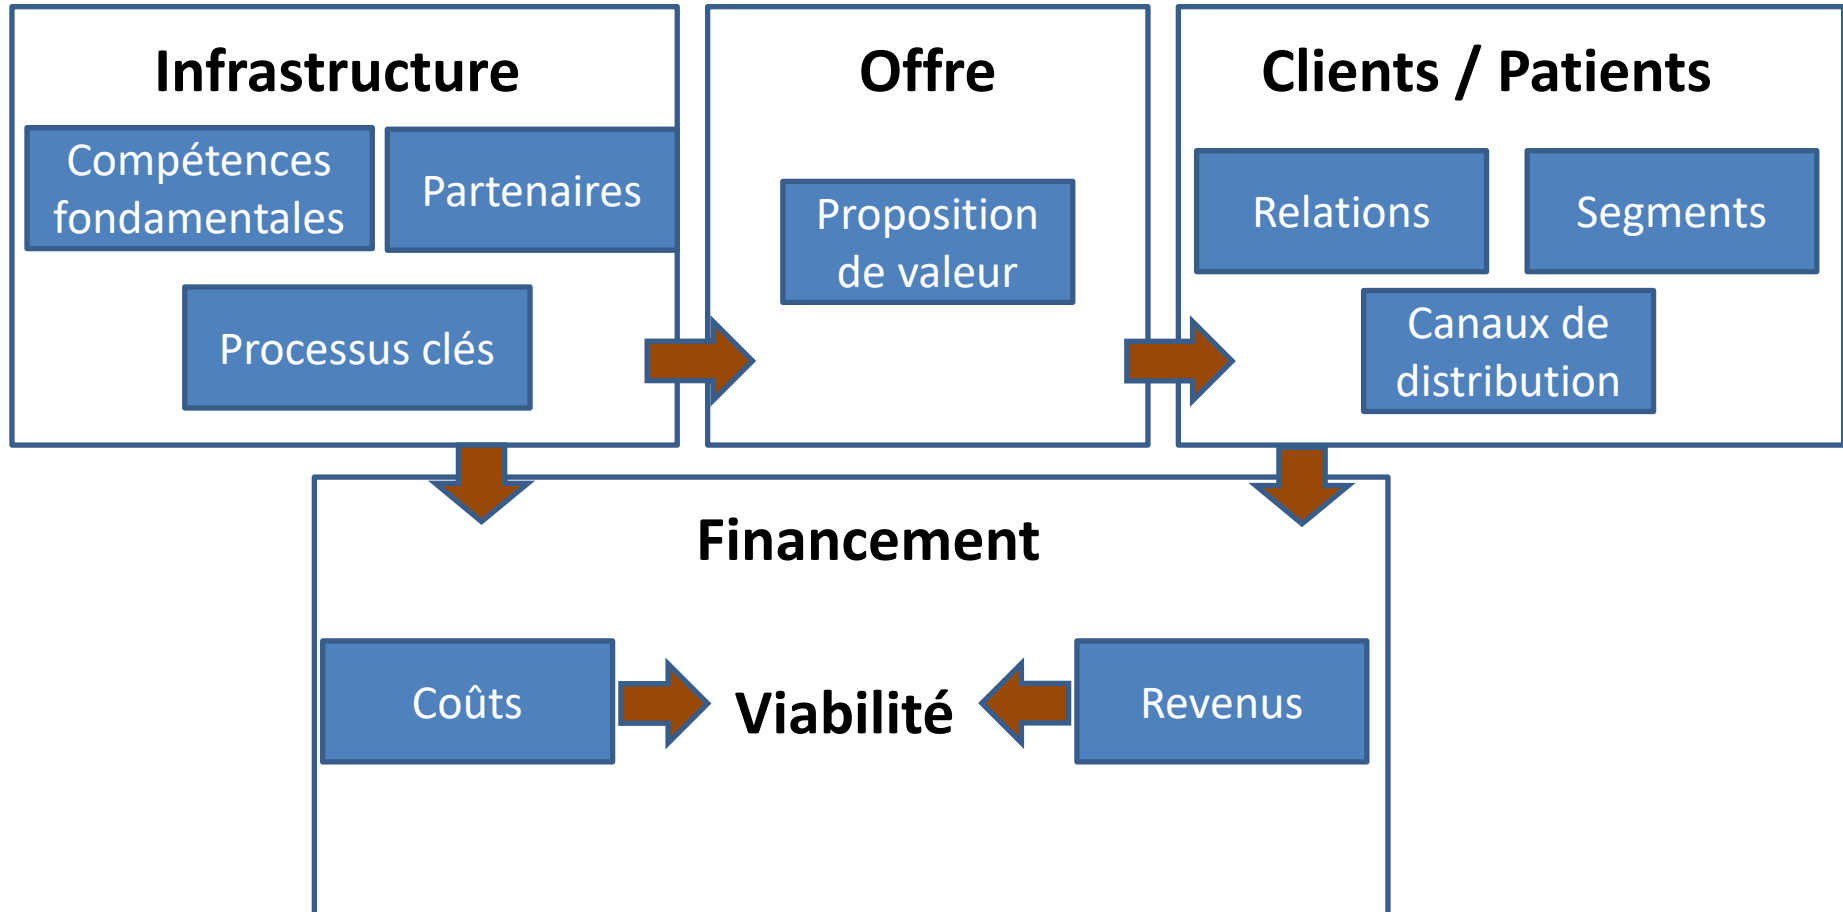 Infrastructure
Compétences
fondamentales
Partenaires
Processus clés
Offre
Proposition
de valeur
Clients / Patients
Relations
Segments
Canaux de
distribution
Financement
Coûts
Viabilité
Revenus